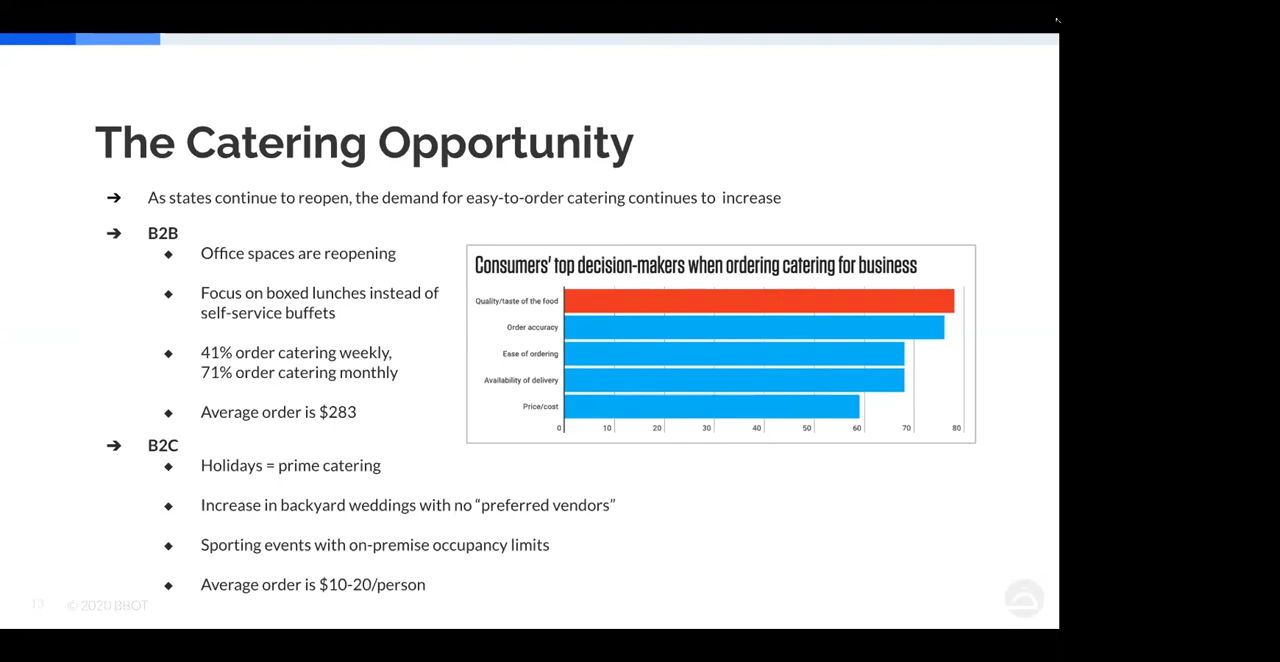 The Catering Opportunity
➔ As states continue to reopen, the demand for easy-to-order catering continues to increase
➔ B2B
◆ Office spaces are reopening
◆ Focus on boxed lunches instead of
self-service buffets
◆ 41% order catering weekly,
71% order catering monthly
◆ Average order is $283
Consumers' top decision-makers when ordering catering for business
Quality/taste of the food
Order accuracy
Ease of ordering
Availability of delivery
Price/cost
0 10 20 30 40 50 60 70 80
➔ B2C
◆ Holidays = prime catering
◆ Increase in backyard weddings with no “preferred vendors”
◆ Sporting events with on-premise occupancy limits
◆ Average order is $10-20/person
13 © 2020 BBOT